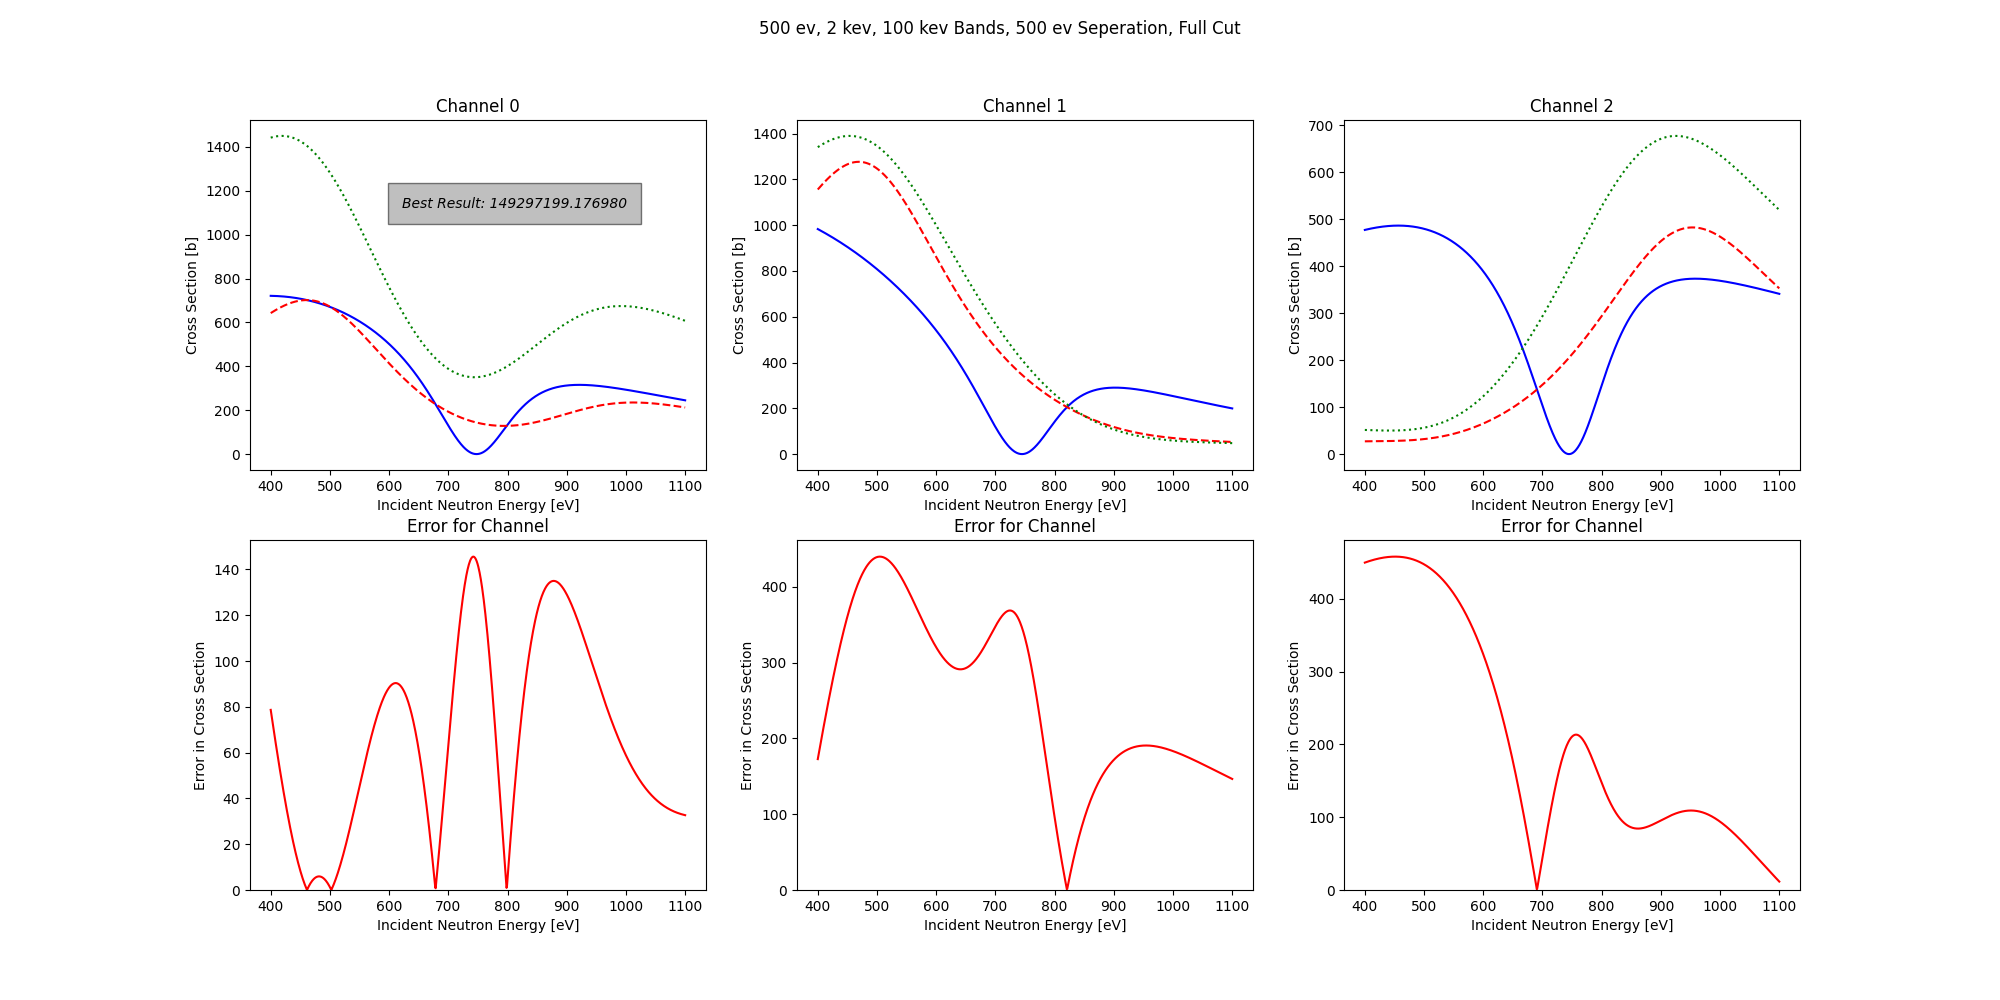 500 ev, 2 kev, 100 kev Bands, 500 ev Seperation, Full Cut
Channel 0
Cross Section [b]
1400
1200
1000
800
600
400
200
0
Best Result: 149297199.176980
400 500 600 700 800 900 1000 1100
Incident Neutron Energy [eV]
Channel 1
Cross Section [b]
1400
1200
1000
800
600
400
200
0
400 500 600 700 800 900 1000 1100
Incident Neutron Energy [eV]
Channel 2
Cross Section [b]
700
600
500
400
300
200
100
0
400 500 600 700 800 900 1000 1100
Incident Neutron Energy [eV]
Error for Channel
Error in Cross Section
140
120
100
80
60
40
20
0
400 500 600 700 800 900 1000 1100
Incident Neutron Energy [eV]
Error for Channel
Error in Cross Section
400
300
200
100
0
400 500 600 700 800 900 1000 1100
Incident Neutron Energy [eV]
Error for Channel
Error in Cross Section
400
300
200
100
0
400 500 600 700 800 900 1000 1100
Incident Neutron Energy [eV]